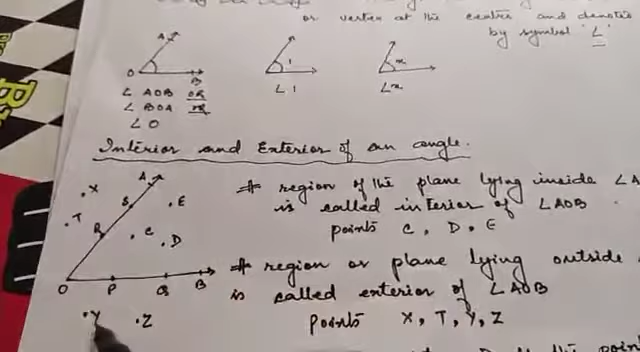 or vertex at the centre and denoted
by symbol '∠'
A
O
B
1
x
∠ AOB OR
∠ BOA OR
∠ O
∠ 1
∠x
Interior and Exterior of an angle.
A
S
R
X
T
E
C
D
O
P
Q
B
Y
Z
# region of the plane lying inside ∠A
is called interior of ∠AOB
points C, D, E
# region or plane lying outside
is called exterior of ∠AOB
points X, T, Y, Z